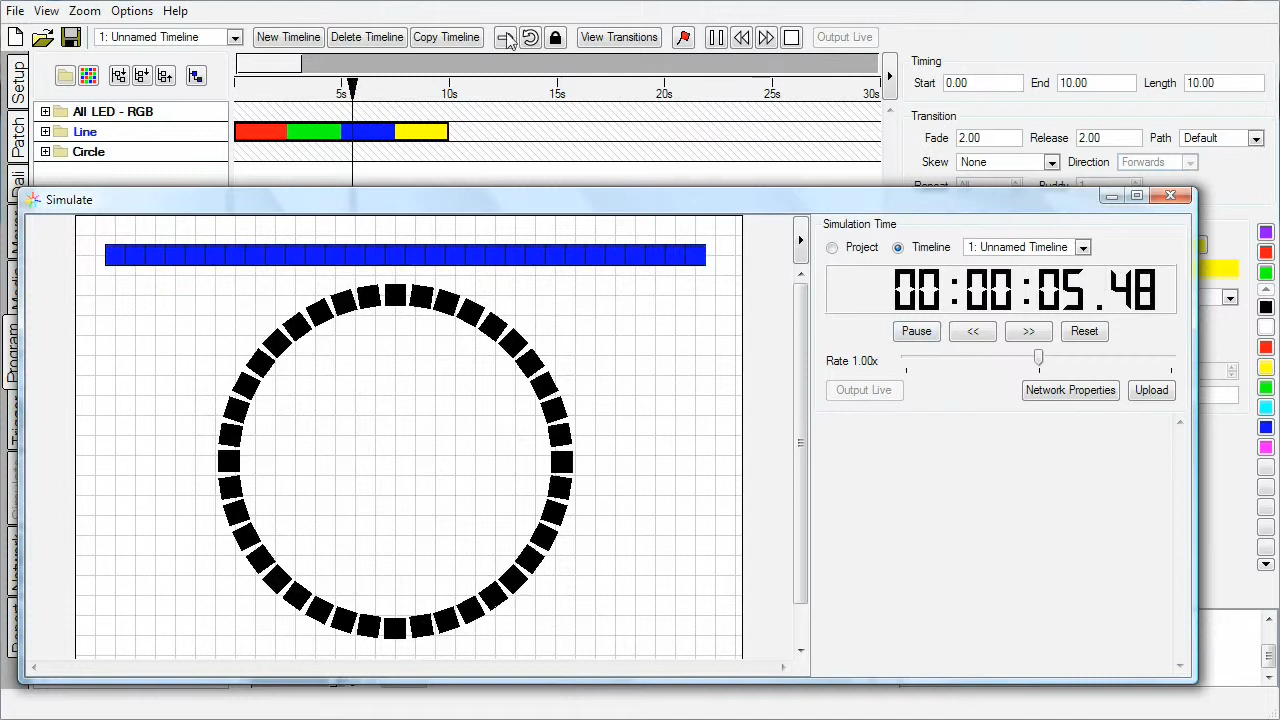 File View Zoom Options Help
1: Unnamed Timeline New Timeline Delete Timeline Copy Timeline View Transitions Output Live
Setup
Patch
Program
5s 10s 15s 20s 25s 30s
All LED - RGB
Line
Circle
Timing
Start 0.00 End 10.00 Length 10.00
Transition
Fade 2.00 Release 2.00 Path Default
Skew None Direction Forwards
Simulate
Simulation Time
Project Timeline 1: Unnamed Timeline
00:00:05.48
Pause << >> Reset
Rate 1.00x
Output Live Network Properties Upload